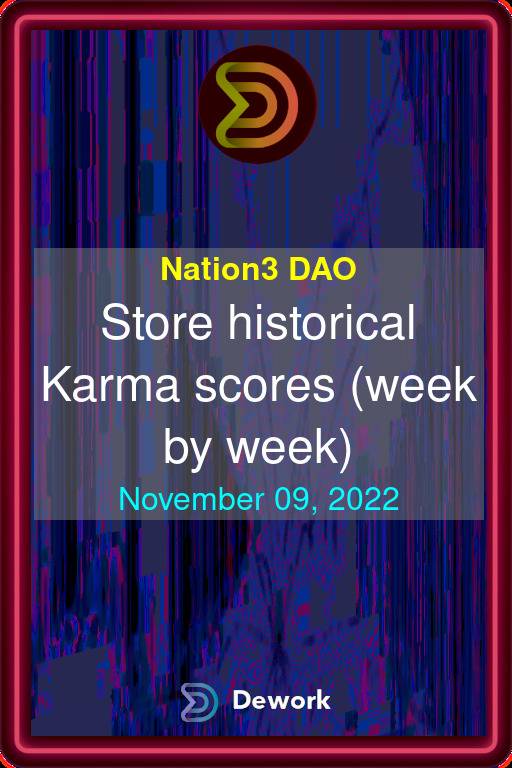 Nation3 DAO
Store historical
Karma scores (week
by week)
November 09, 2022
Dework